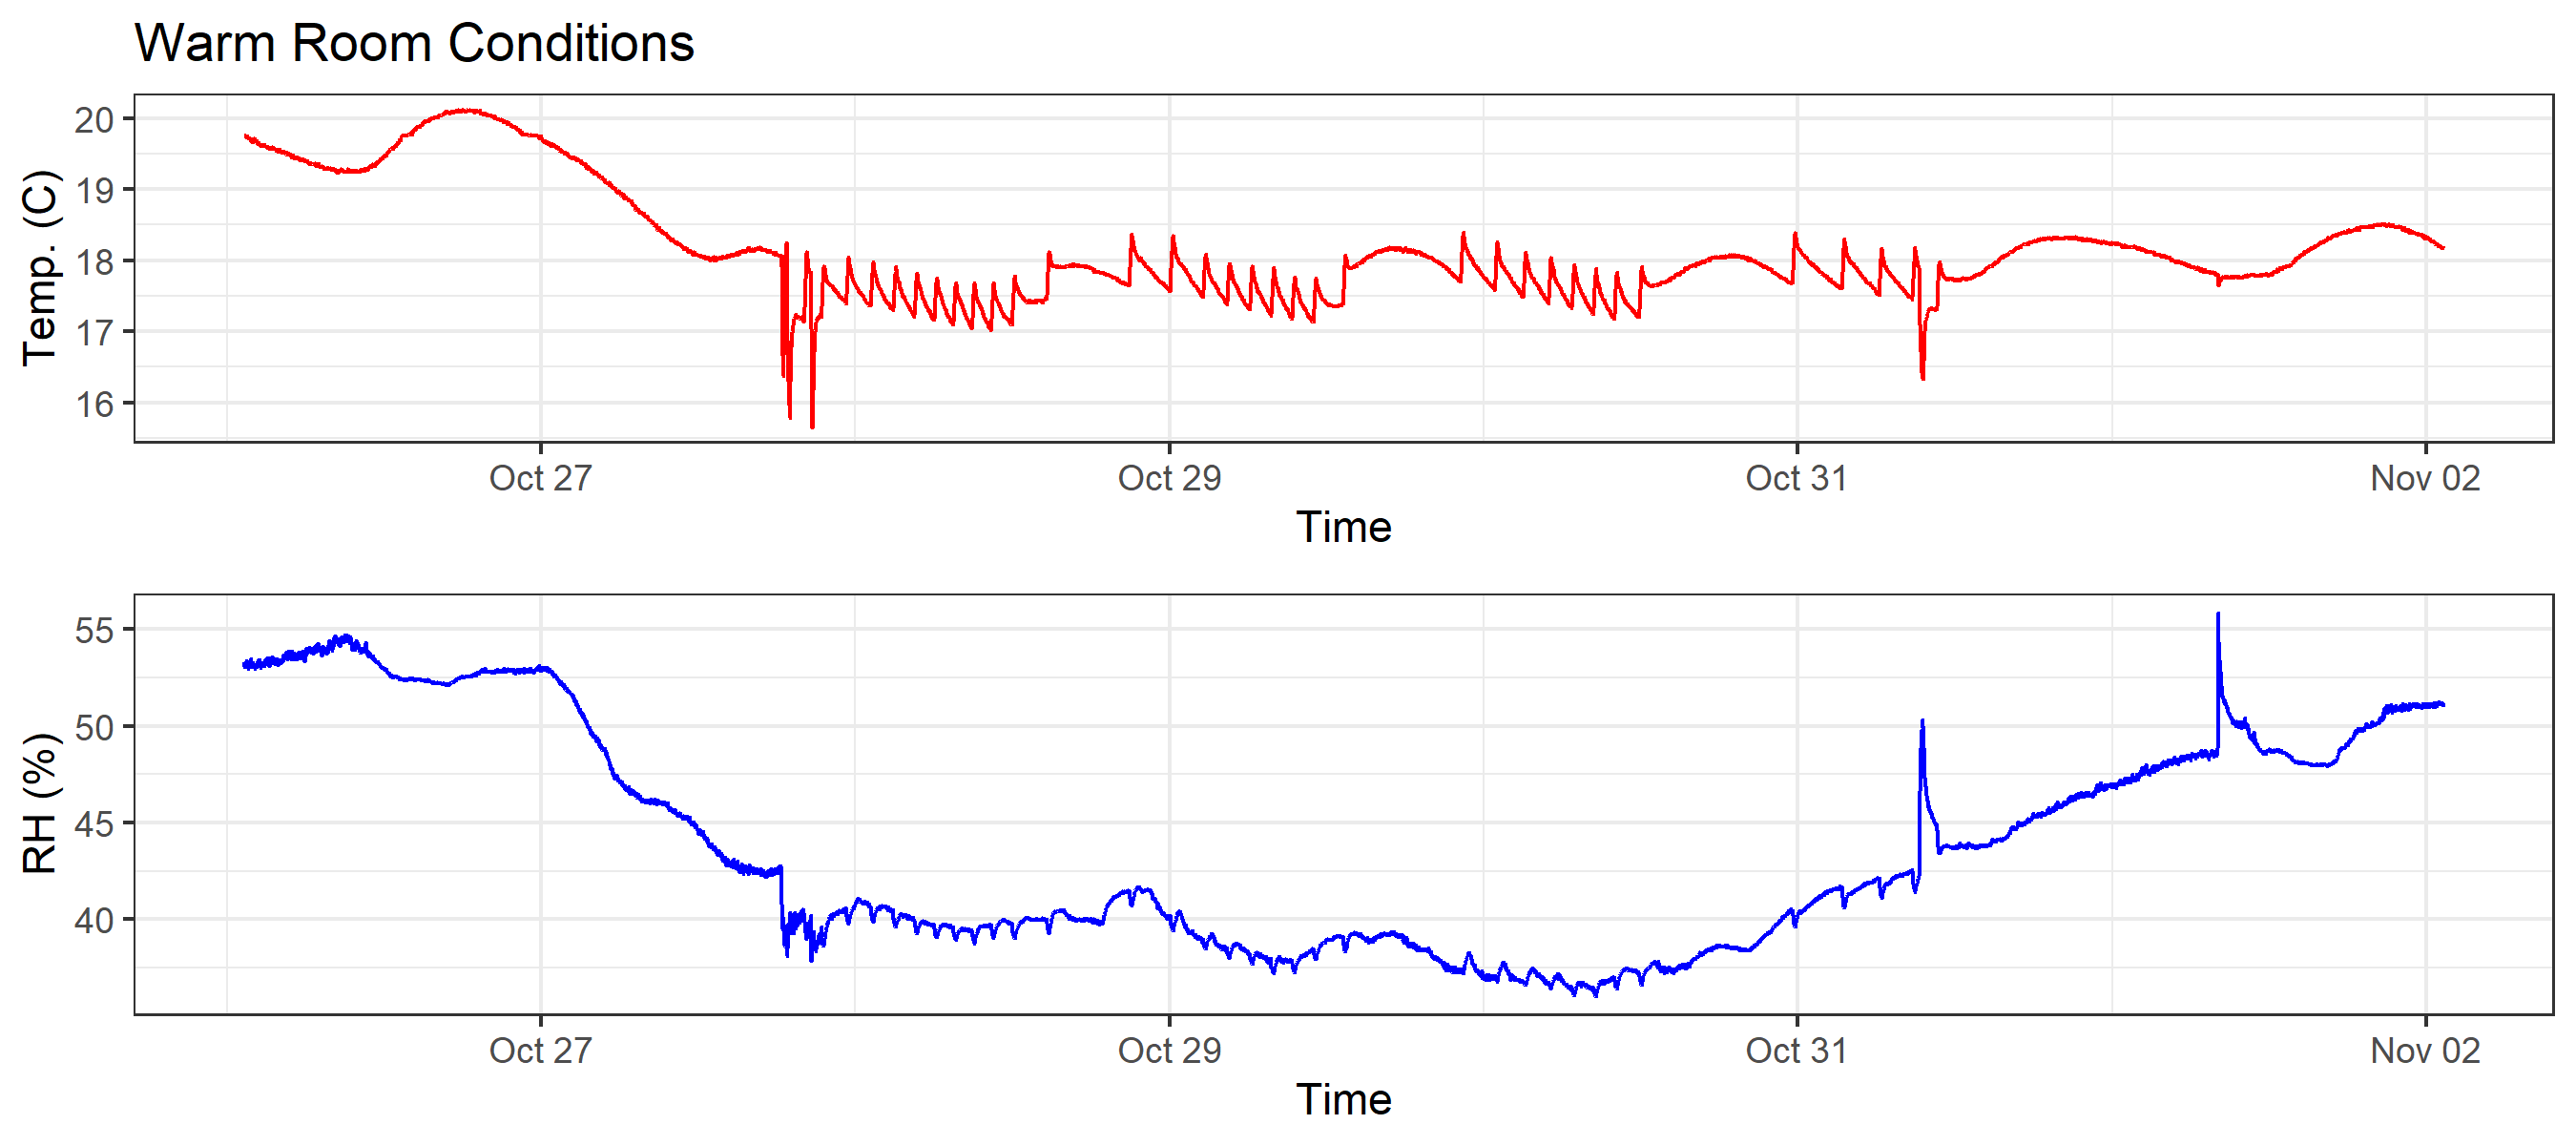 Warm Room Conditions
Temp. (C)
20
19
18
17
16
Oct 27 Oct 29 Oct 31 Nov 02
Time
RH (%)
55
50
45
40
Oct 27 Oct 29 Oct 31 Nov 02
Time